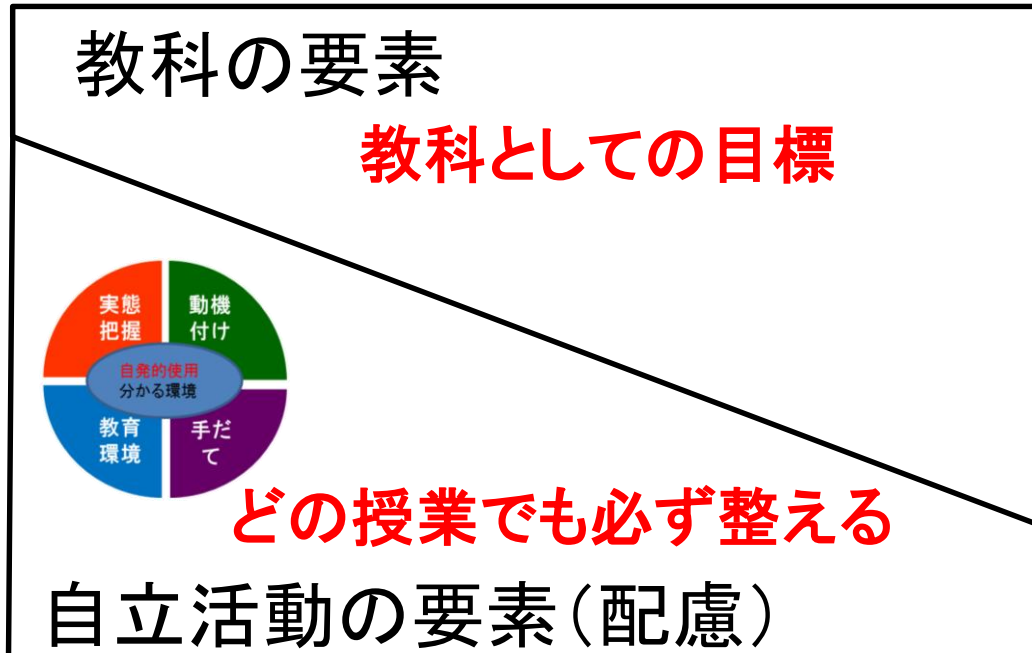 教科の要素
教科としての目標
実態
把握
動機
付け
自発的使用
分かる環境
教育
環境
手だ
て
どの授業でも必ず整える
自立活動の要素(配慮)